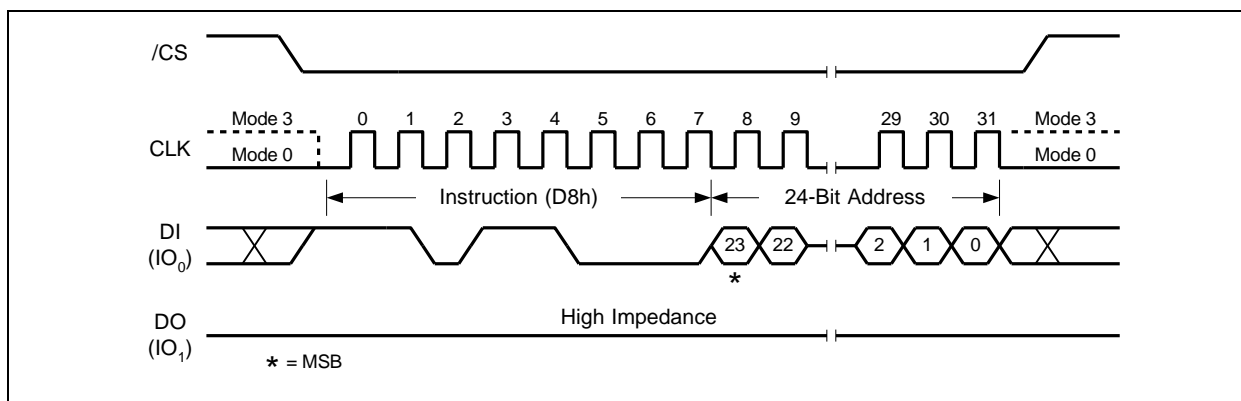 /CS
Mode 3 0 1 2 3 4 5 6 7 8 9 29 30 31 Mode 3
CLK Mode 0 Mode 0
Instruction (D8h) 24-Bit Address
DI
(IO0) 23 22 2 1 0
*
DO High Impedance
(IO1)
* = MSB